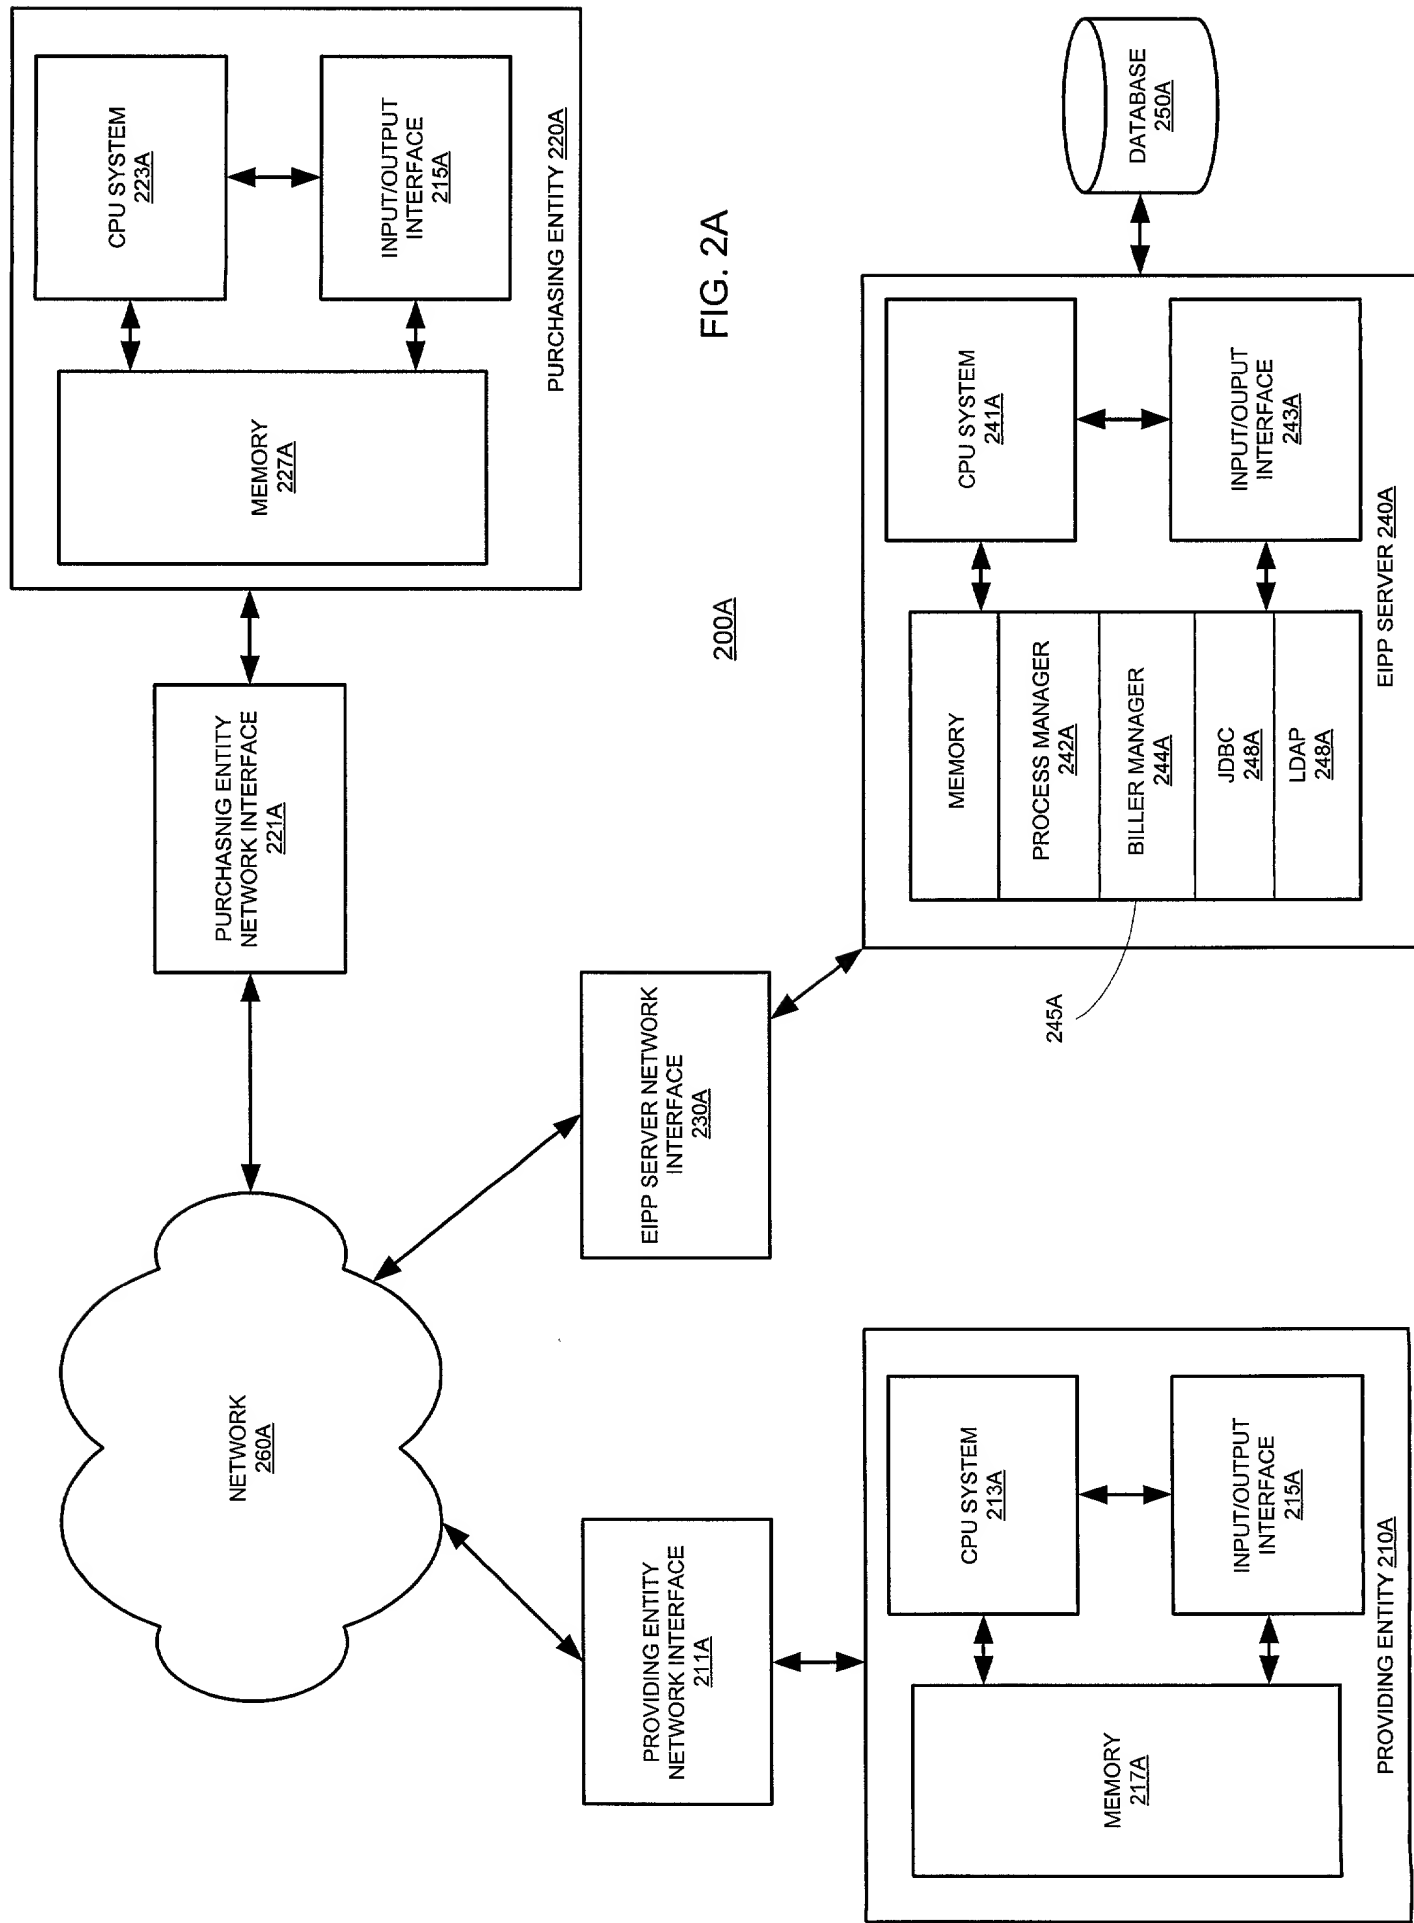 NETWORK
260A
PURCHASNIG ENTITY
NETWORK INTERFACE
221A
MEMORY
227A
CPU SYSTEM
223A
INPUT/OUTPUT
INTERFACE
215A
PURCHASING ENTITY 220A
PROVIDING ENTITY
NETWORK INTERFACE
211A
EIPP SERVER NETWORK
INTERFACE
230A
200A
FIG. 2A
MEMORY
217A
CPU SYSTEM
213A
INPUT/OUTPUT
INTERFACE
215A
PROVIDING ENTITY 210A
245A
MEMORY
PROCESS MANAGER
242A
BILLER MANAGER
244A
JDBC
248A
LDAP
248A
CPU SYSTEM
241A
INPUT/OUPUT
INTERFACE
243A
EIPP SERVER 240A
DATABASE
250A